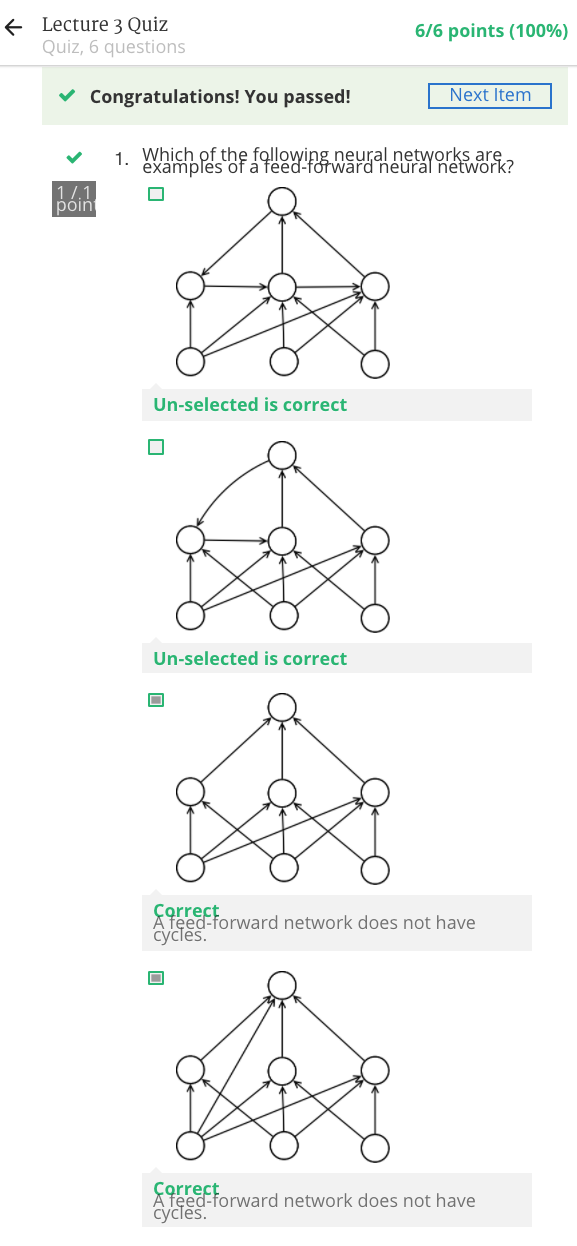 Lecture 3 Quiz
Quiz, 6 questions
6/6 points (100%)
Congratulations! You passed!
Next Item
1.
Which of the following neural networks are
examples of a feed-forward neural network?
1 / 1
point
Un-selected is correct
Un-selected is correct
Correct
A feed-forward network does not have
cycles.
Correct
A feed-forward network does not have
cycles.